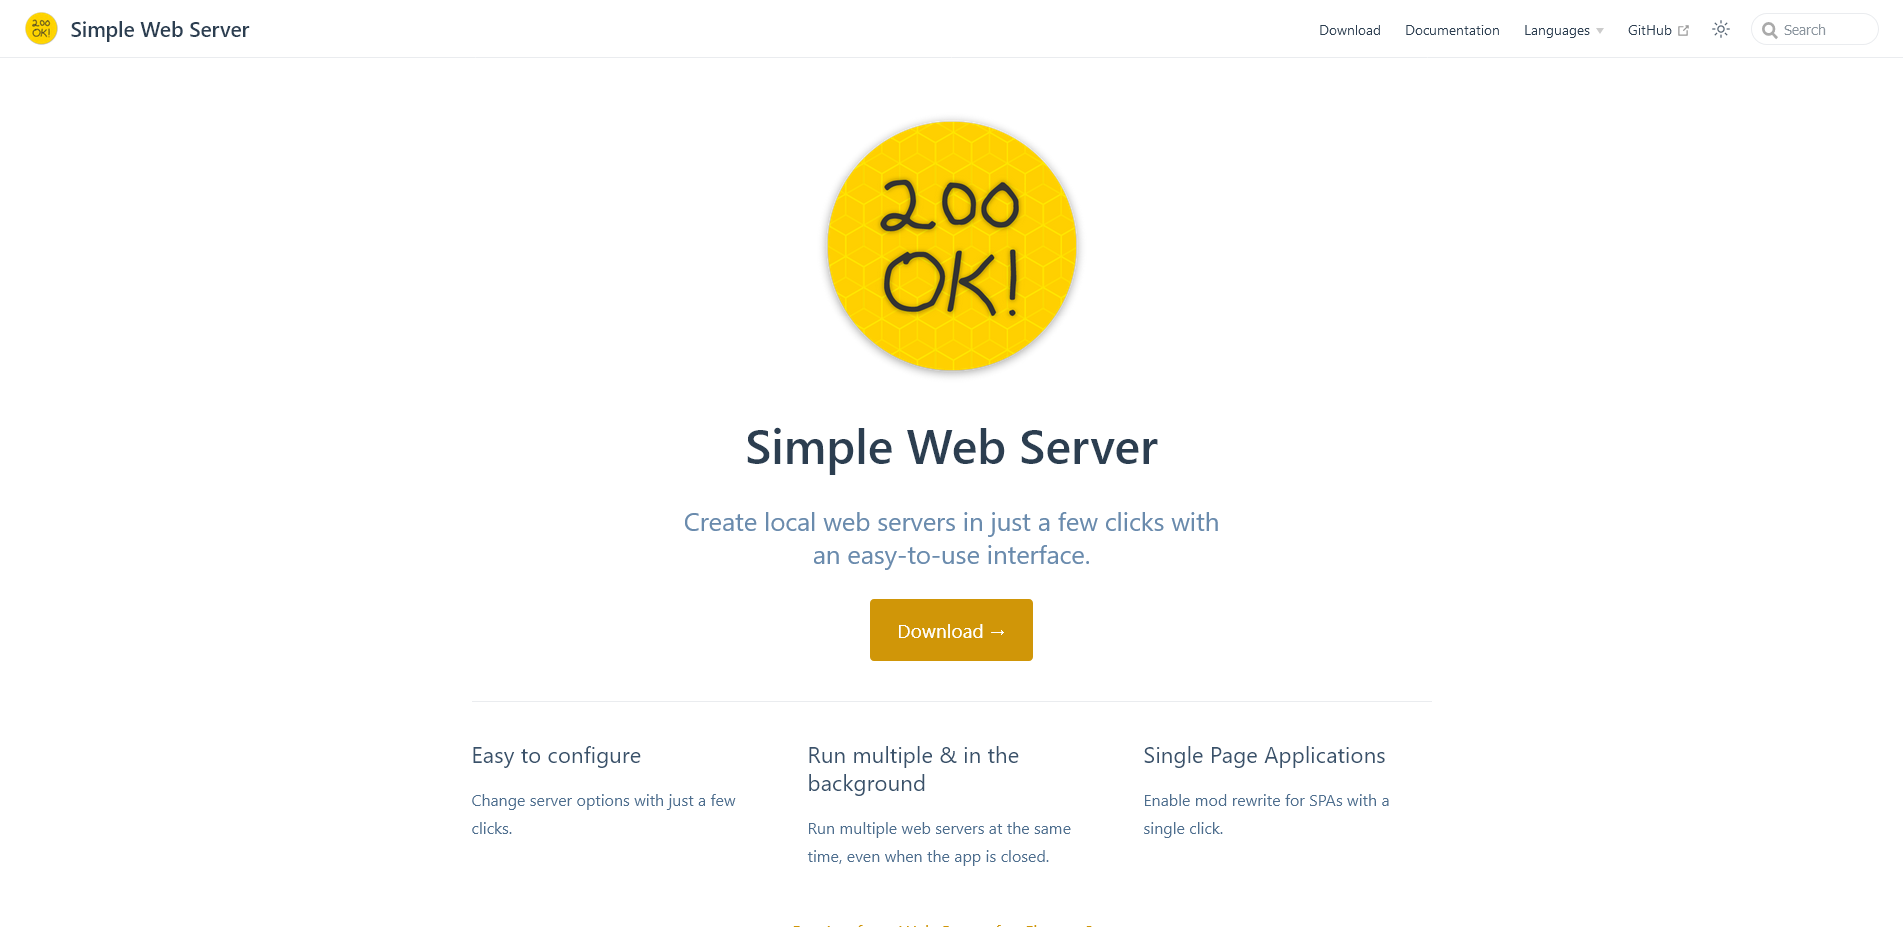 200
OK!
Simple Web Server
Download
Documentation
Languages
GitHub
Search
200
OK!
Simple Web Server
Create local web servers in just a few clicks with
an easy-to-use interface.
Download →
Easy to configure
Change server options with just a few
clicks.
Run multiple & in the
background
Run multiple web servers at the same
time, even when the app is closed.
Single Page Applications
Enable mod rewrite for SPAs with a
single click.